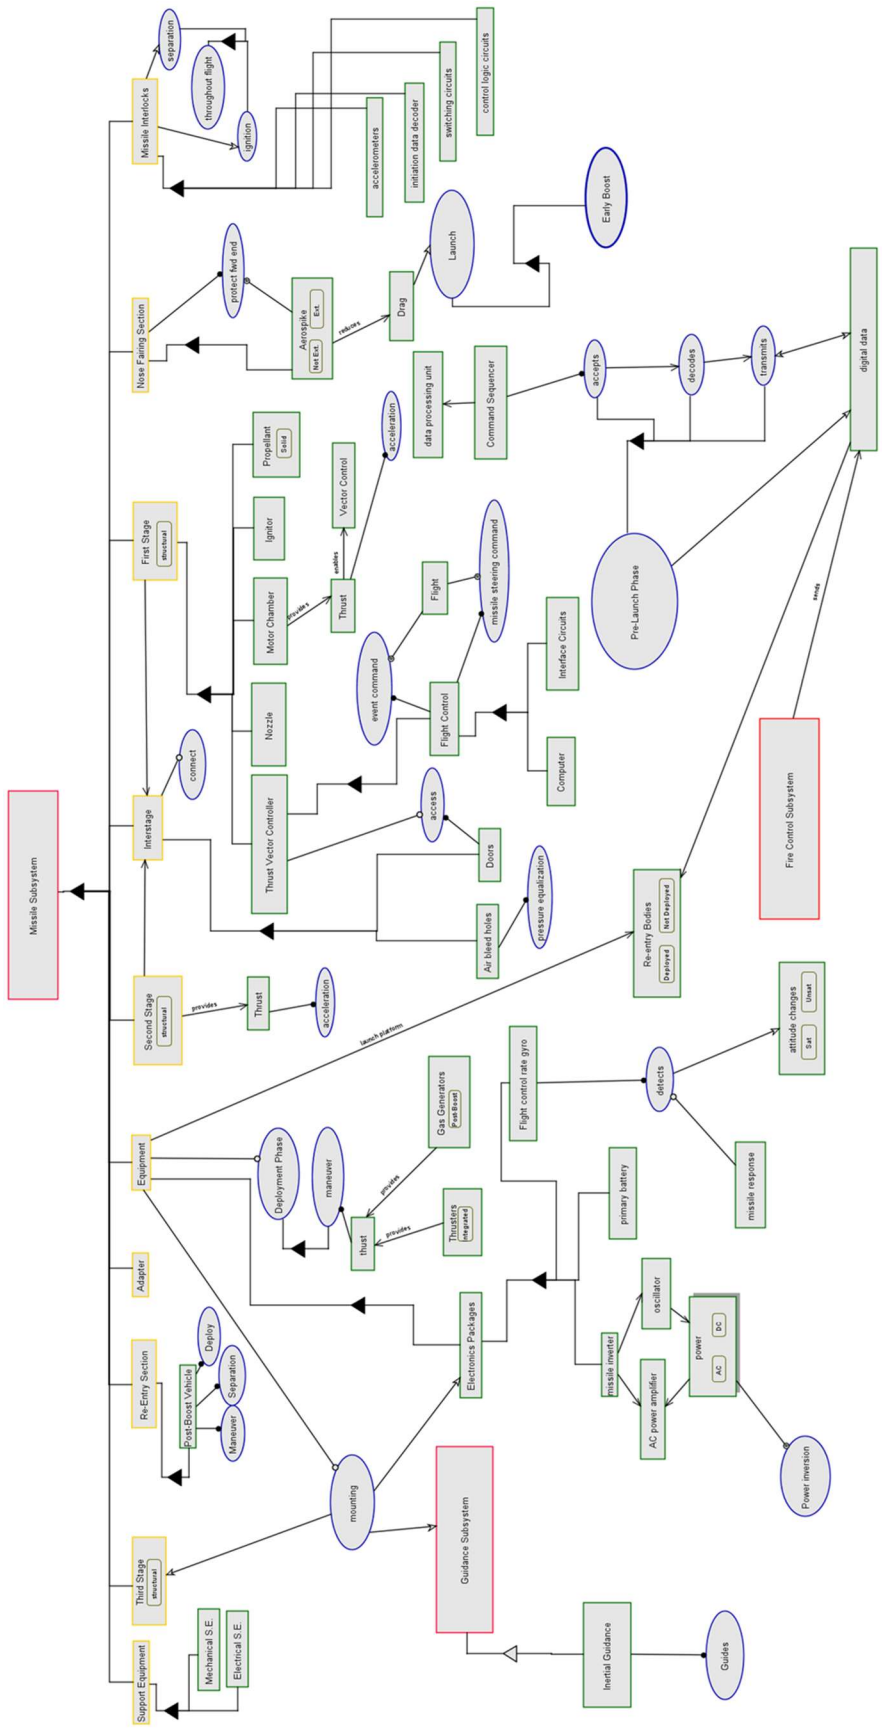 Missile Subsystem
Support Equipment
Mechanical S.E.
Electrical S.E.
Third Stage
structural
Re-Entry Section
Post-Boost Vehicle
Maneuver
Separation
Deploy
Adapter
Equipment
Second Stage
structural
Interstage
First Stage
structural
Nose Fairing Section
Missile Interlocks
separation
throughout flight
ignition
accelerometers
initiation data decoder
switching circuits
control logic circuits
protect fwd end
Aerospike
Not Ext.
Ext.
reduces
Drag
Launch
Early Boost
connect
Thrust Vector Controller
Nozzle
Motor Chamber
Ignitor
Propellant
Solid
provides
Thrust
enables
Vector Control
acceleration
provides
Thrust
acceleration
access
Doors
Air bleed holes
pressure equalization
event command
Flight Control
Flight
missile steering command
Computer
Interface Circuits
data processing unit
Command Sequencer
accepts
decodes
transmits
digital data
Pre-Launch Phase
sends
Fire Control Subsystem
launch platform
Re-entry Bodies
Deployed
Not Deployed
Deployment Phase
maneuver
thust
provides
provides
Thrusters
Integrated
Gas Generators
Post-Boost
Electronics Packages
mounting
Guidance Subsystem
Inertial Guidance
Guides
Flight control rate gyro
detects
attitude changes
Sat
Unsat
missile response
primary battery
missile inverter
oscillator
AC power amplifier
power
AC
DC
Power inversion